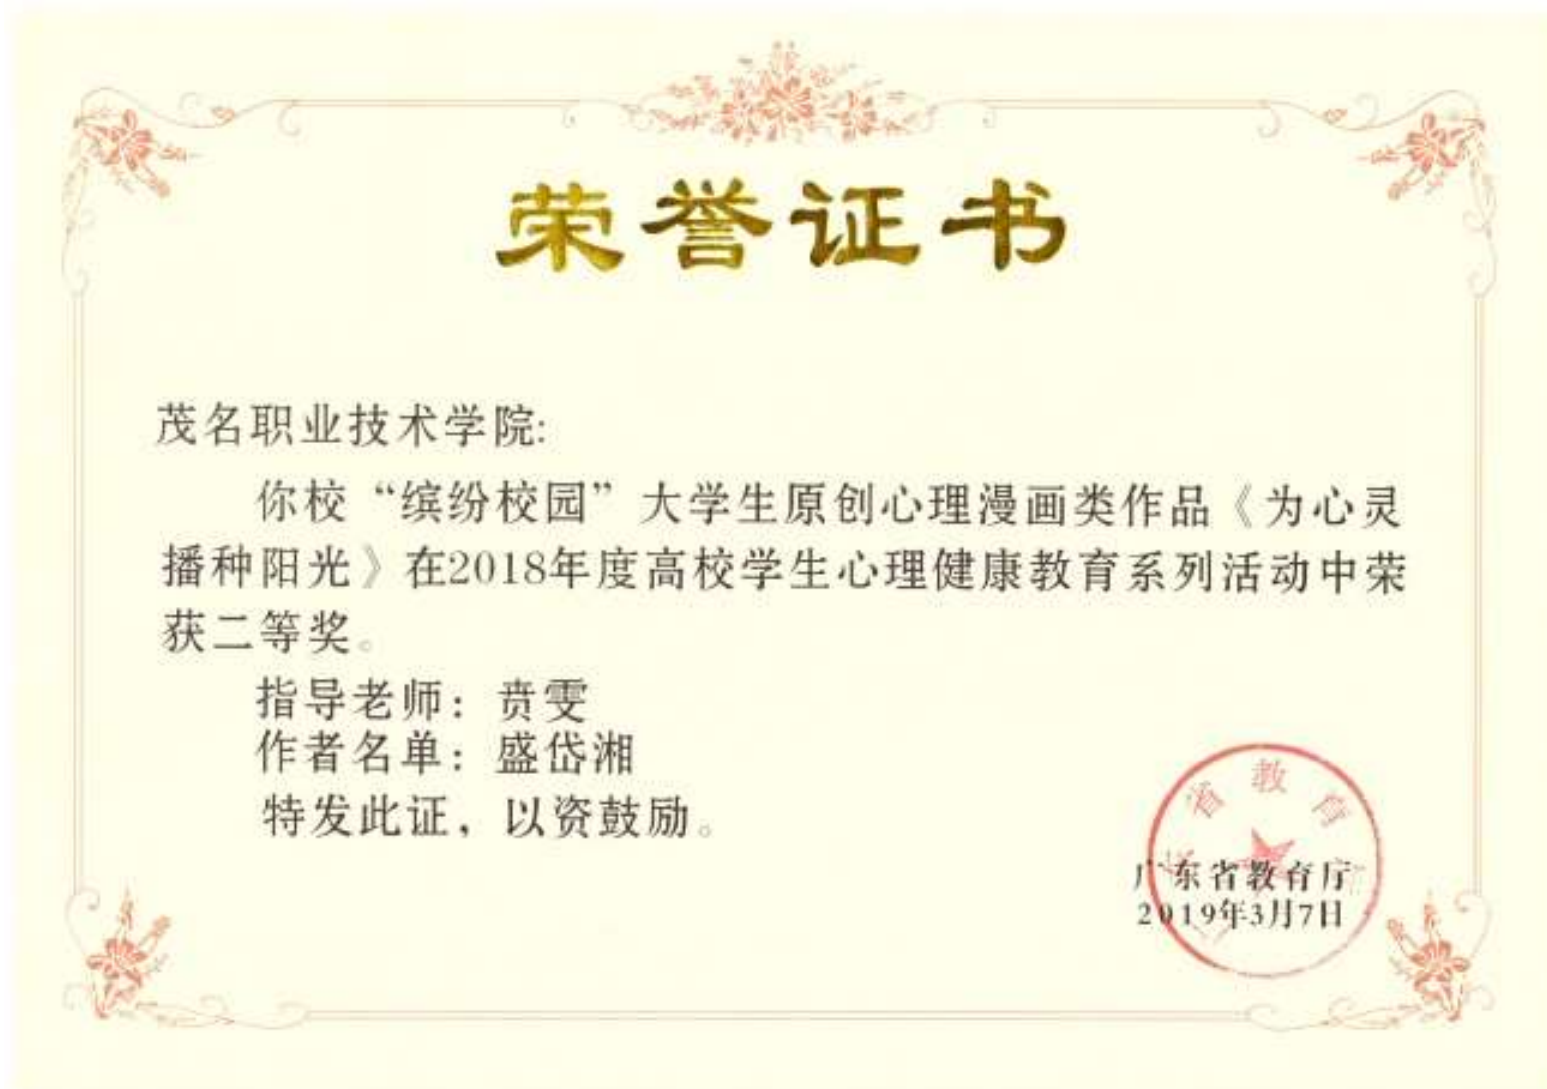 荣誉证书
茂名职业技术学院:
你校“缤纷校园”大学生原创心理漫画类作品《为心灵
播种阳光》在2018年度高校学生心理健康教育系列活动中荣
获二等奖。
指导老师：贲雯
作者名单：盛岱湘
特发此证，以资鼓励。
省教育
广东省教育厅
2019年3月7日